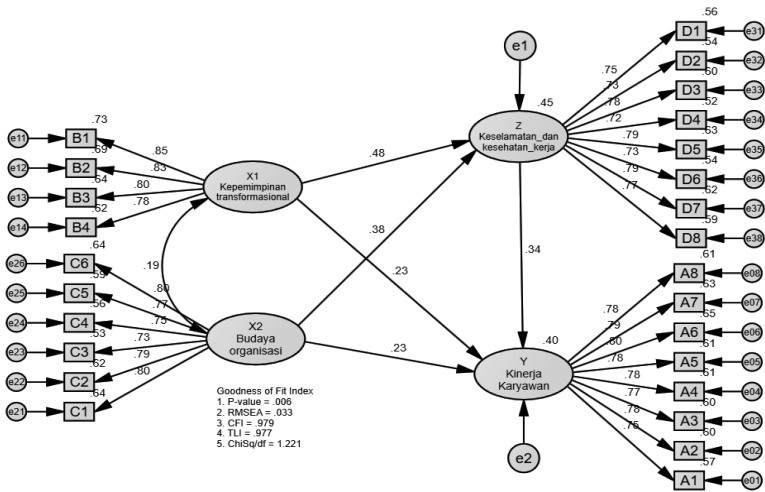 e1
e2
X1
Kepemimpinan
transformasional
X2
Budaya
organisasi
Z
Keselamatan_dan
kesehatan_kerja
.45
Y
Kinerja
Karyawan
.40
.48
.38
.23
.23
.34
.19
e11
B1
.73
.85
e12
B2
.69
.83
e13
B3
.64
.80
e14
B4
.62
.78
e26
C6
.64
.80
e25
C5
.59
.77
e24
C4
.56
.75
e23
C3
.53
.73
e22
C2
.62
.79
e21
C1
.64
.80
.56
D1
e31
.75
.54
D2
e32
.73
.60
D3
e33
.78
.52
D4
e34
.72
.63
D5
e35
.79
.54
D6
e36
.73
.62
D7
e37
.79
.59
D8
e38
.77
.61
A8
e08
.78
.63
A7
e07
.79
.65
A6
e06
.80
.61
A5
e05
.78
.61
A4
e04
.78
.60
A3
e03
.77
.60
A2
e02
.78
.57
A1
e01
.75
Goodness of Fit Index
1. P-value = .006
2. RMSEA = .033
3. CFI = .979
4. TLI = .977
5. ChiSq/df = 1.221